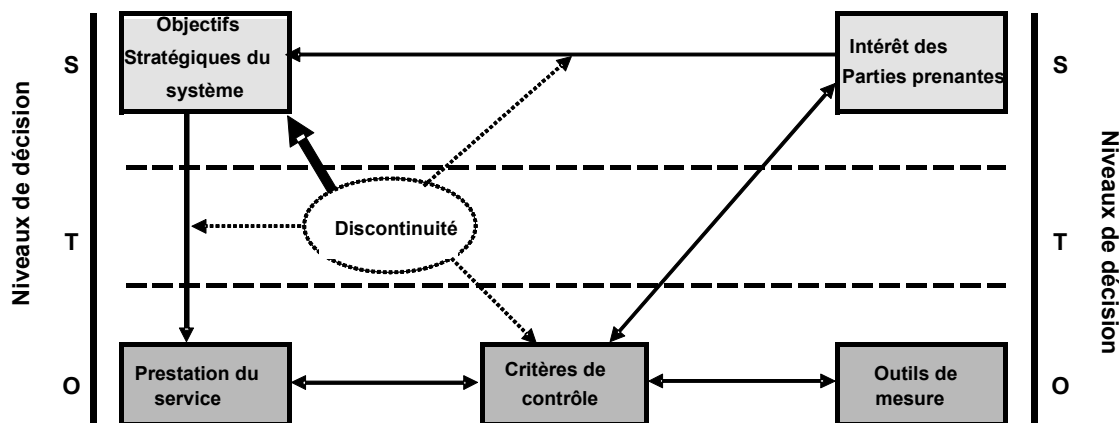 Objectifs
Stratégiques du
système
Intérêt des
Parties prenantes
S
S
Niveaux de décision
Niveaux de décision
Discontinuité
T
T
Prestation du
service
Critères de
contrôle
Outils de
mesure
O
O